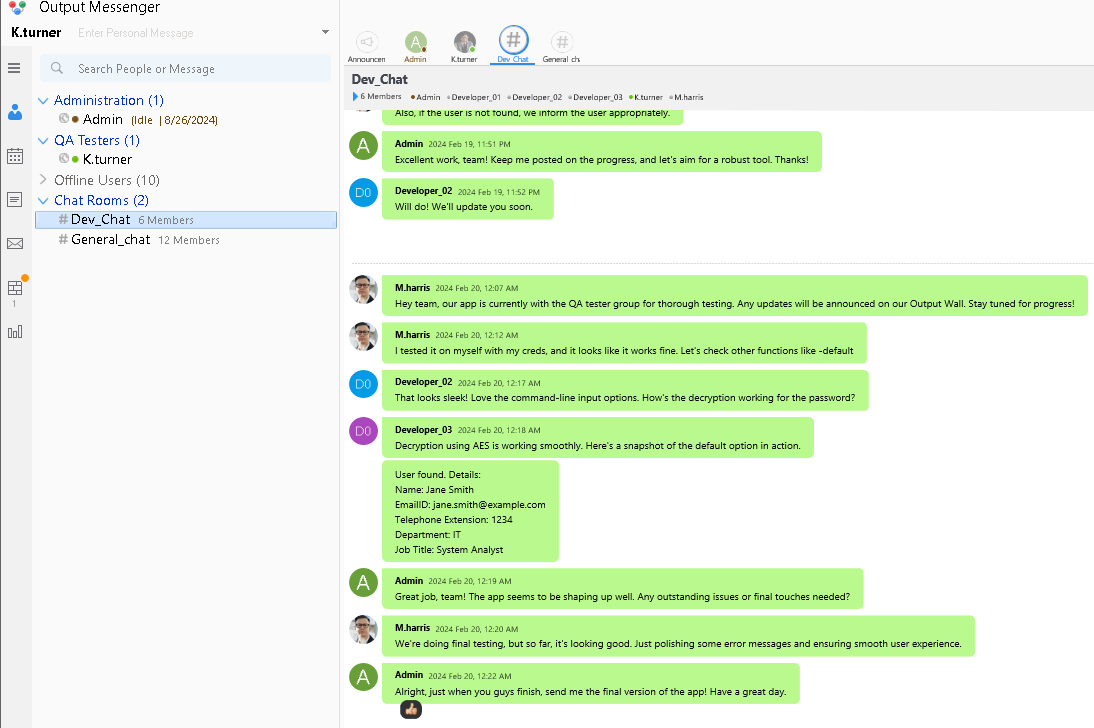 Output Messenger
K.turner Enter Personal Message
Search People or Message
Administration (1)
Admin (Idle | 8/26/2024)
QA Testers (1)
K.turner
Offline Users (10)
Chat Rooms (2)
# Dev_Chat 6 Members
# General_chat 12 Members
1
Announcen
A
Admin
K.turner
#
Dev_Chat
#
General ch
Dev_Chat
6 Members Admin Developer_01 Developer_02 Developer_03 K.turner M.harris
Also, if the user is not found, we inform the user appropriately.
A
Admin 2024 Feb 19, 11:51 PM
Excellent work, team! Keep me posted on the progress, and let's aim for a robust tool. Thanks!
D0
Developer_02 2024 Feb 19, 11:52 PM
Will do! We'll update you soon.
M.harris 2024 Feb 20, 12:07 AM
Hey team, our app is currently with the QA tester group for thorough testing. Any updates will be announced on our Output Wall. Stay tuned for progress!
M.harris 2024 Feb 20, 12:12 AM
I tested it on myself with my creds, and it looks like it works fine. Let's check other functions like -default
D0
Developer_02 2024 Feb 20, 12:17 AM
That looks sleek! Love the command-line input options. How's the decryption working for the password?
D0
Developer_03 2024 Feb 20, 12:18 AM
Decryption using AES is working smoothly. Here's a snapshot of the default option in action.
User found. Details:
Name: Jane Smith
EmailID: jane.smith@example.com
Telephone Extension: 1234
Department: IT
Job Title: System Analyst
A
Admin 2024 Feb 20, 12:19 AM
Great job, team! The app seems to be shaping up well. Any outstanding issues or final touches needed?
M.harris 2024 Feb 20, 12:20 AM
We're doing final testing, but so far, it's looking good. Just polishing some error messages and ensuring smooth user experience.
A
Admin 2024 Feb 20, 12:22 AM
Alright, just when you guys finish, send me the final version of the app! Have a great day.